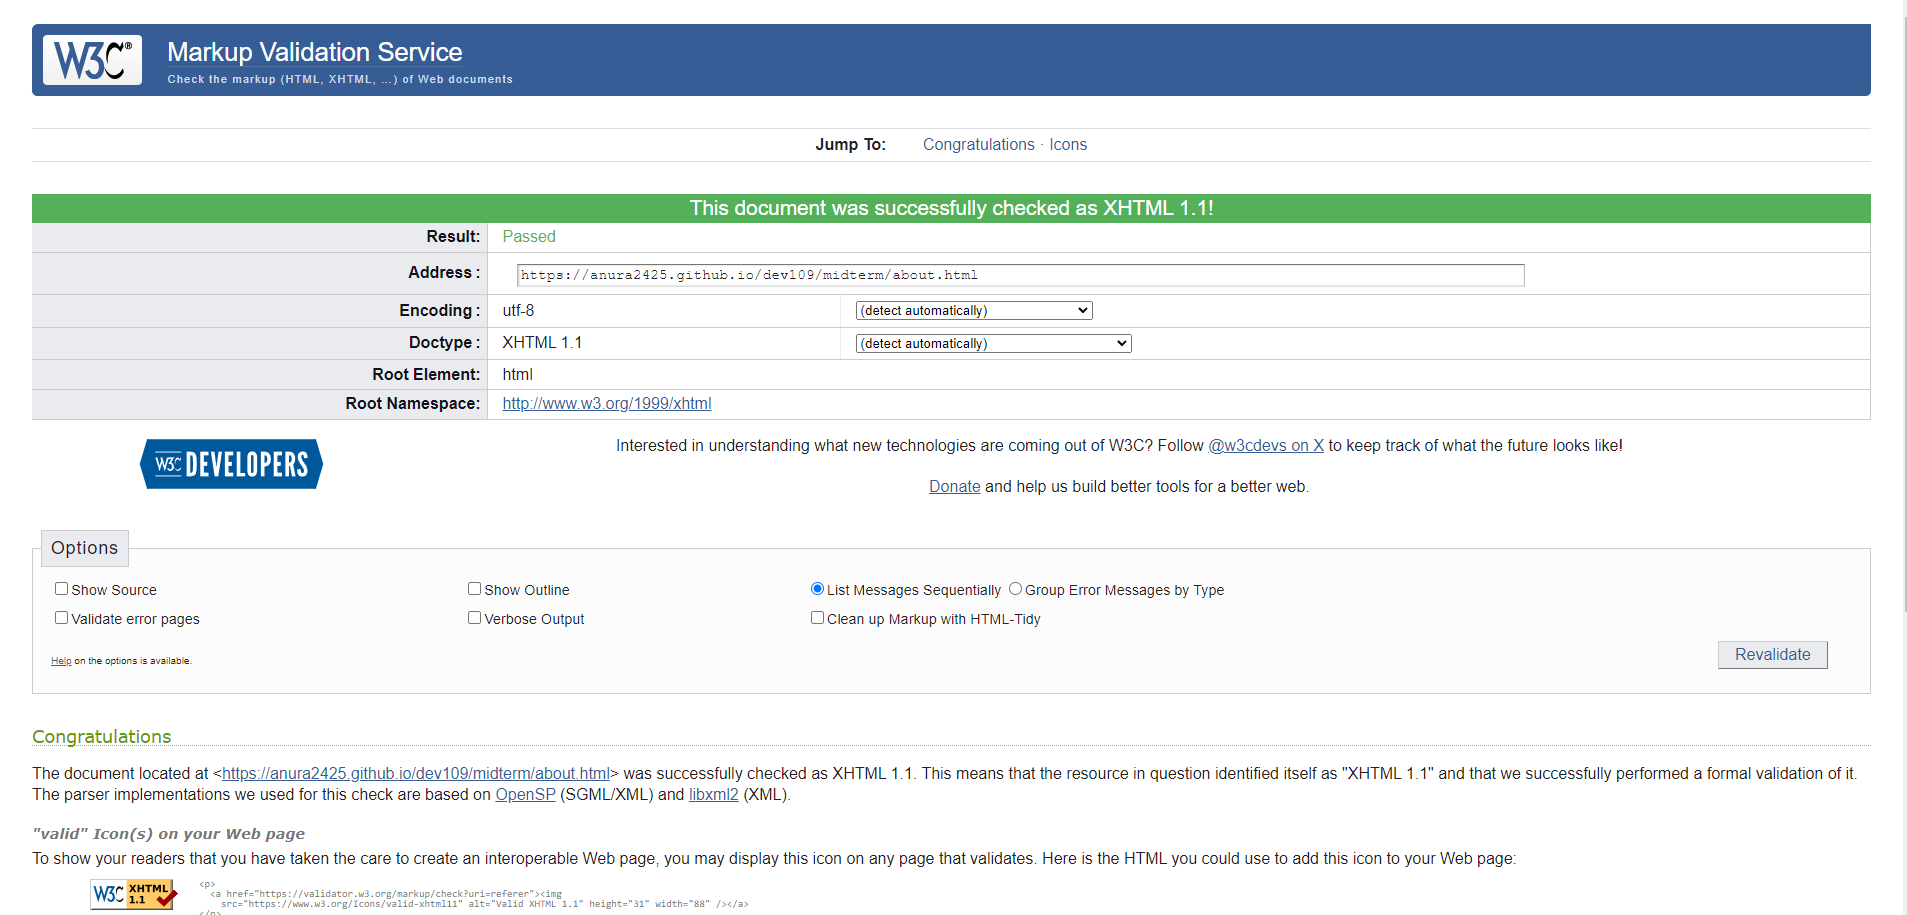 W3C®
Markup Validation Service
Check the markup (HTML, XHTML, …) of Web documents
Jump To: Congratulations · Icons
This document was successfully checked as XHTML 1.1!
Result: Passed
Address : https://anura2425.github.io/dev109/midterm/about.html
Encoding : utf-8 (detect automatically)
Doctype : XHTML 1.1 (detect automatically)
Root Element: html
Root Namespace: http://www.w3.org/1999/xhtml
W3C DEVELOPERS
Interested in understanding what new technologies are coming out of W3C? Follow @w3cdevs on X to keep track of what the future looks like!
Donate and help us build better tools for a better web.
Options
Show Source Show Outline List Messages Sequentially Group Error Messages by Type
Validate error pages Verbose Output Clean up Markup with HTML-Tidy
Help on the options is available.
Revalidate
Congratulations
The document located at <https://anura2425.github.io/dev109/midterm/about.html> was successfully checked as XHTML 1.1. This means that the resource in question identified itself as "XHTML 1.1" and that we successfully performed a formal validation of it.
The parser implementations we used for this check are based on OpenSP (SGML/XML) and libxml2 (XML).
"valid" Icon(s) on your Web page
To show your readers that you have taken the care to create an interoperable Web page, you may display this icon on any page that validates. Here is the HTML you could use to add this icon to your Web page:
W3C XHTML 1.1
<p>
<a href="https://validator.w3.org/markup/check?uri=referer"><img
src="https://www.w3.org/Icons/valid-xhtml11" alt="Valid XHTML 1.1" height="31" width="88" /></a>
</p>